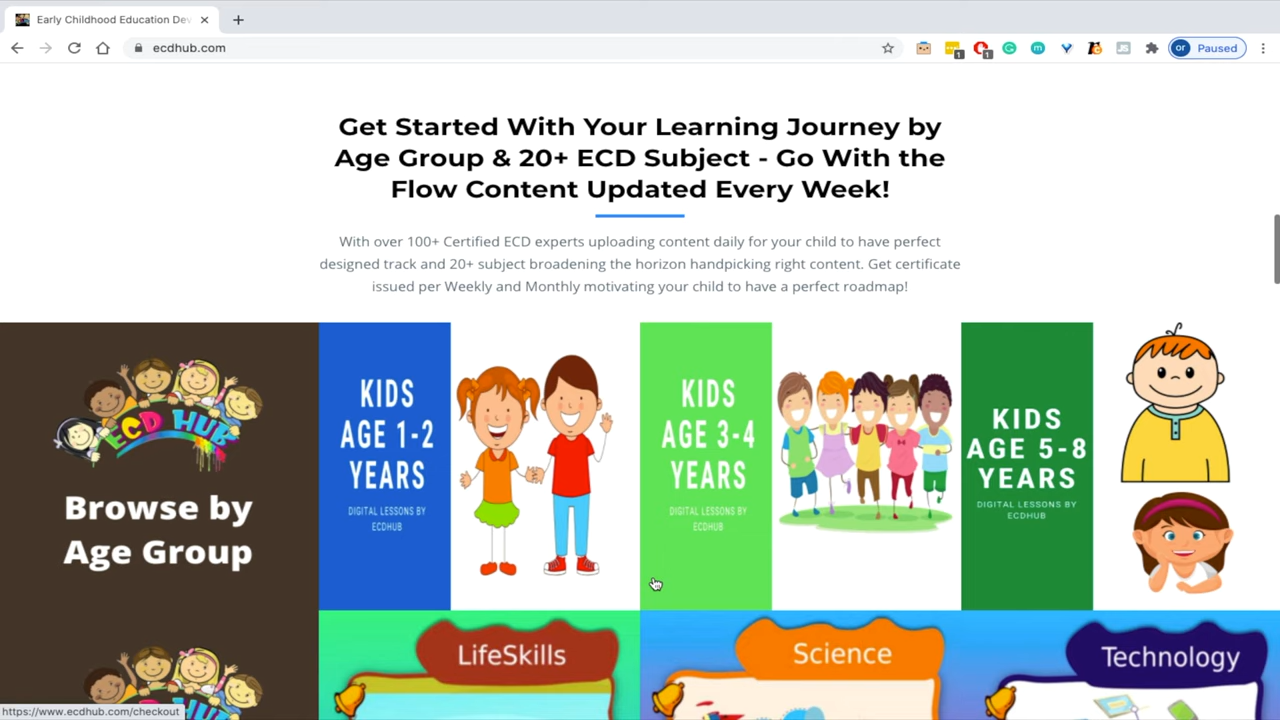 Early Childhood Education Dev
ecdhub.com
1
1
or
Paused
JS
Get Started With Your Learning Journey by
Age Group & 20+ ECD Subject - Go With the
Flow Content Updated Every Week!
With over 100+ Certified ECD experts uploading content daily for your child to have perfect
designed track and 20+ subject broadening the horizon handpicking right content. Get certificate
issued per Weekly and Monthly motivating your child to have a perfect roadmap!
ECD HUB
Browse by
Age Group
KIDS
AGE 1-2
YEARS
DIGITAL LESSONS BY
ECDHUB
KIDS
AGE 3-4
YEARS
DIGITAL LESSONS BY
ECDHUB
KIDS
AGE 5-8
YEARS
DIGITAL LESSONS BY
ECDHUB
LifeSkills
Science
Technology
https://www.ecdhub.com/checkout